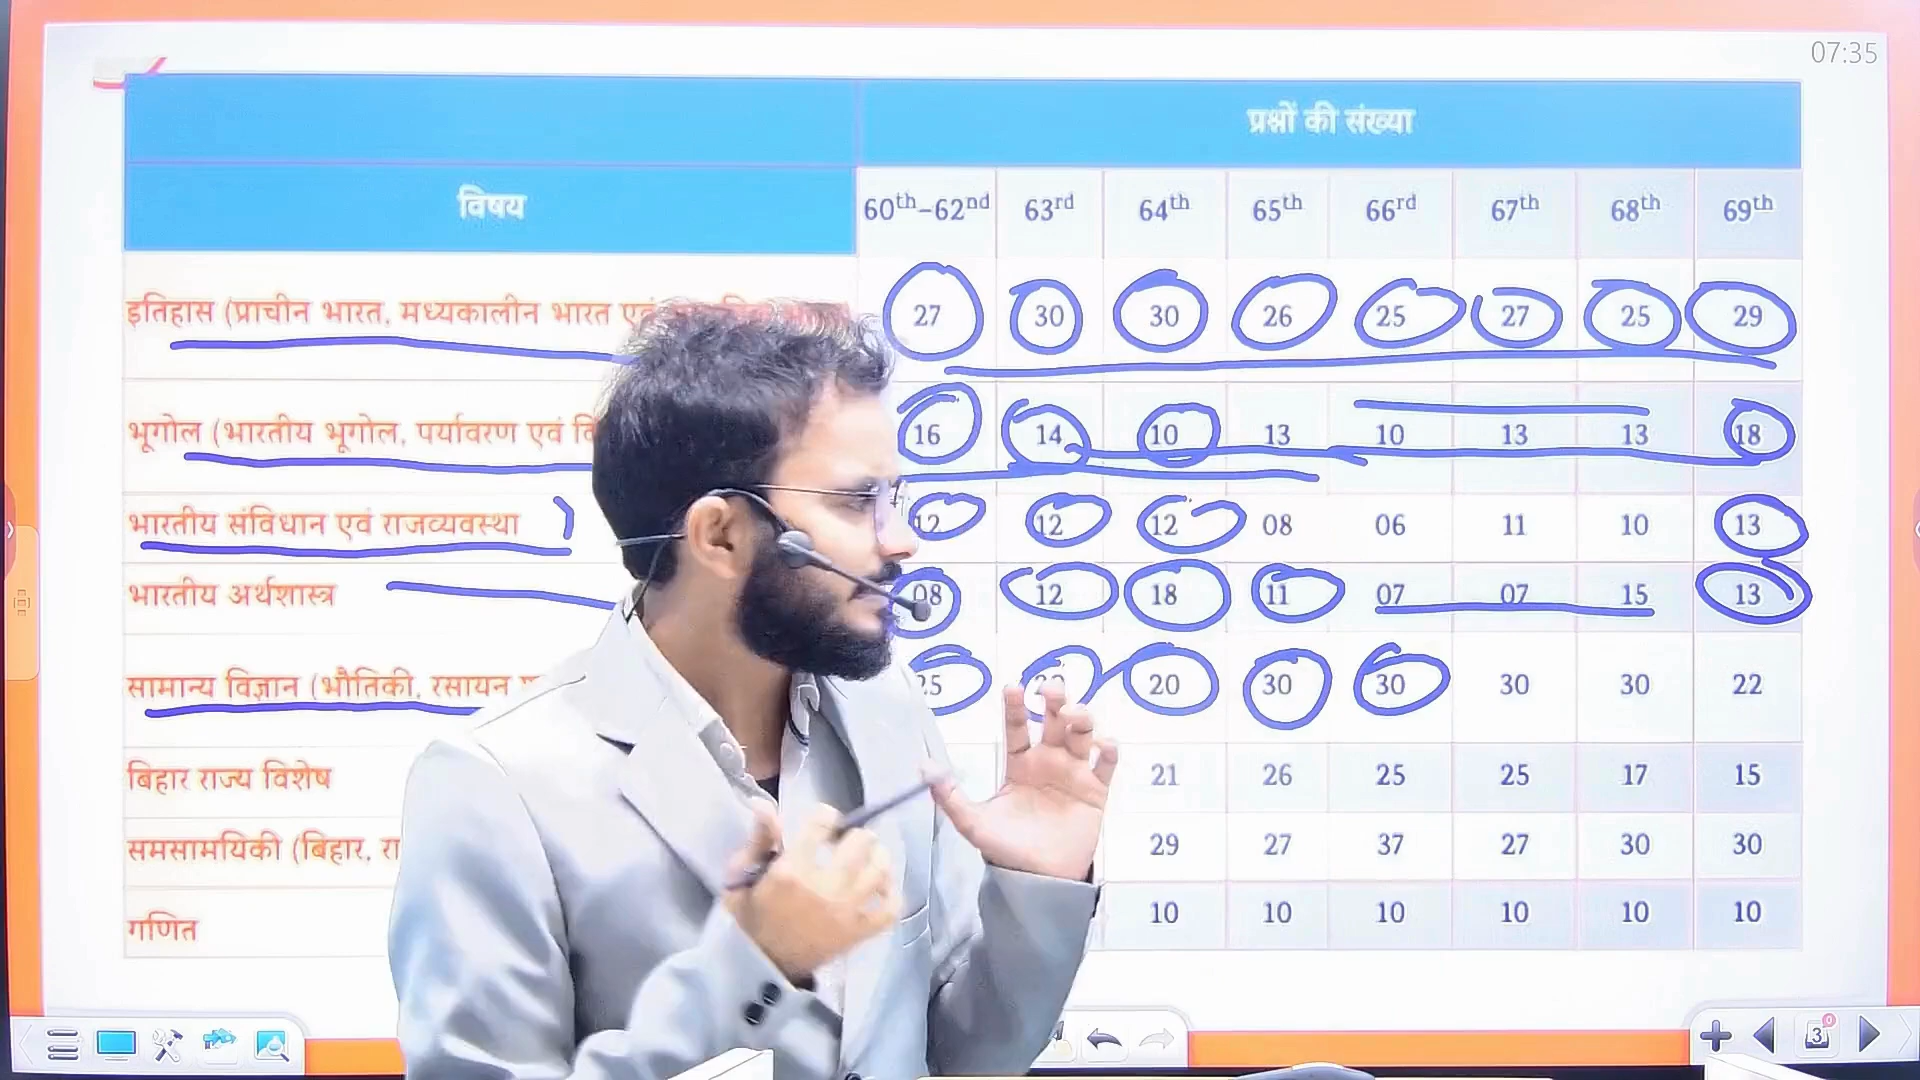 07:35
प्रश्नों की संख्या
विषय 60th–62nd 63rd 64th 65th 66rd 67th 68th 69th
इतिहास (प्राचीन भारत, मध्यकालीन भारत एवं 27 30 30 26 25 27 25 29
भूगोल (भारतीय भूगोल, पर्यावरण एवं 16 14 10 13 10 13 13 18
भारतीय संविधान एवं राजव्यवस्था 12 12 12 08 06 11 10 13
भारतीय अर्थशास्त्र 08 12 18 11 07 07 15 13
सामान्य विज्ञान (भौतिकी, रसायन 20 30 30 30 30 22
बिहार राज्य विशेष 21 26 25 25 17 15
समसामयिकी (बिहार, 29 27 37 27 30 30
गणित 10 10 10 10 10 10
3